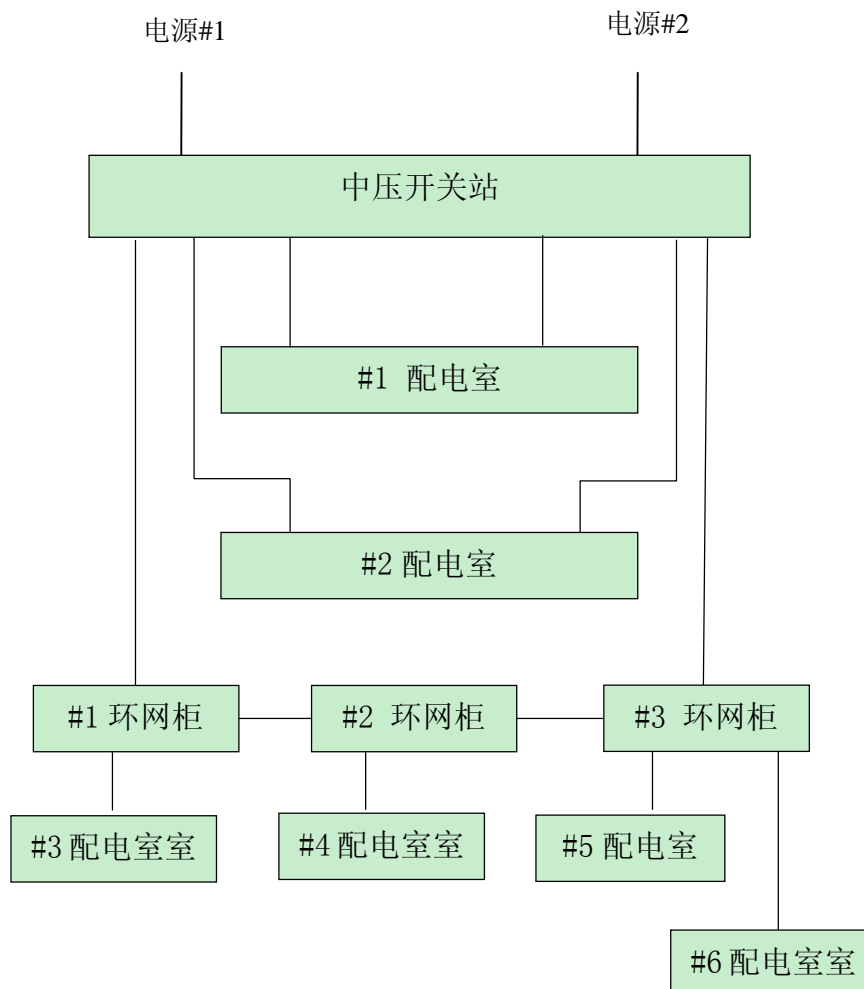 电源#1
电源#2
中压开关站
#1 配电室
#2 配电室
#1 环网柜
#2 环网柜
#3 环网柜
#3 配电室室
#4 配电室室
#5 配电室
#6 配电室室